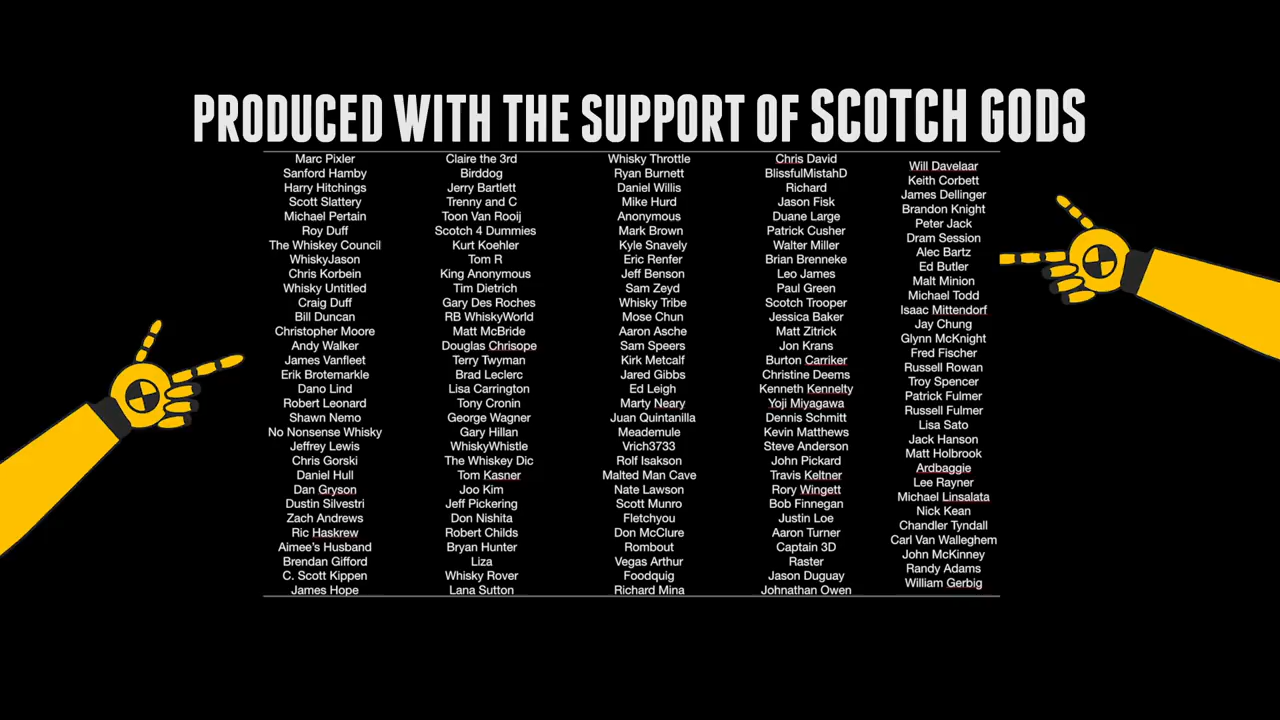 PRODUCED WITH THE SUPPORT OF SCOTCH GODS
Marc Pixler
Sanford Hamby
Harry Hitchings
Scott Slattery
Michael Pertain
Roy Duff
The Whiskey Council
WhiskyJason
Chris Korbein
Whisky Untitled
Craig Duff
Bill Duncan
Christopher Moore
Andy Walker
James Vanfleet
Erik Brotemarkle
Dano Lind
Robert Leonard
Shawn Nemo
No Nonsense Whisky
Jeffrey Lewis
Chris Gorski
Daniel Hull
Dan Gryson
Dustin Silvestri
Zach Andrews
Ric Haskrew
Aimee's Husband
Brendan Gifford
C. Scott Kippen
James Hope
Claire the 3rd
Birddog
Jerry Bartlett
Trenny and C
Toon Van Rooij
Scotch 4 Dummies
Kurt Koehler
Tom R
King Anonymous
Tim Dietrich
Gary Des Roches
RB WhiskyWorld
Matt McBride
Douglas Chrisope
Terry Twyman
Brad Leclerc
Lisa Carrington
Tony Cronin
George Wagner
Gary Hillan
WhiskyWhistle
The Whiskey Dic
Tom Kasner
Joo Kim
Jeff Pickering
Don Nishita
Robert Childs
Bryan Hunter
Liza
Whisky Rover
Lana Sutton
Whisky Throttle
Ryan Burnett
Daniel Willis
Mike Hurd
Anonymous
Mark Brown
Kyle Snavely
Eric Renfer
Jeff Benson
Sam Zeyd
Whisky Tribe
Mose Chun
Aaron Asche
Sam Speers
Kirk Metcalf
Jared Gibbs
Ed Leigh
Marty Neary
Juan Quintanilla
Meademule
Vrich3733
Rolf Isakson
Malted Man Cave
Nate Lawson
Scott Munro
Fletchyou
Don McClure
Rombout
Vegas Arthur
Foodquig
Richard Mina
Chris David
BlissfulMistahD
Richard
Jason Fisk
Duane Large
Patrick Cusher
Walter Miller
Brian Brenneke
Leo James
Paul Green
Scotch Trooper
Jessica Baker
Matt Zitrick
Jon Krans
Burton Carriker
Christine Deems
Kenneth Kennelty
Yoji Miyagawa
Dennis Schmitt
Kevin Matthews
Steve Anderson
John Pickard
Travis Keltner
Rory Wingett
Bob Finnegan
Justin Loe
Aaron Turner
Captain 3D
Raster
Jason Duguay
Johnathan Owen
Will Davelaar
Keith Corbett
James Dellinger
Brandon Knight
Peter Jack
Dram Session
Alec Bartz
Ed Butler
Malt Minion
Michael Todd
Isaac Mittendorf
Jay Chung
Glynn McKnight
Fred Fischer
Russell Rowan
Troy Spencer
Patrick Fulmer
Russell Fulmer
Lisa Sato
Jack Hanson
Matt Holbrook
Ardbaggie
Lee Rayner
Michael Linsalata
Nick Kean
Chandler Tyndall
Carl Van Walleghem
John McKinney
Randy Adams
William Gerbig